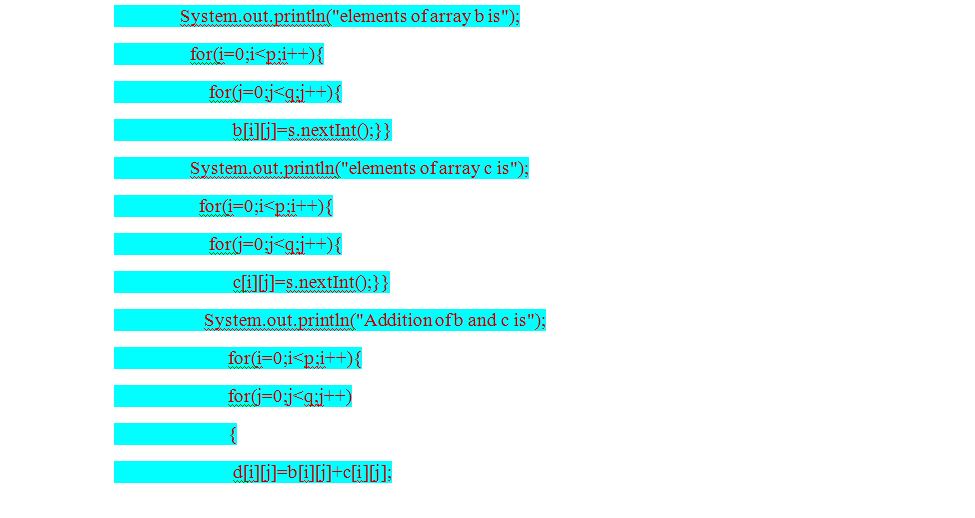 System.out.println("elements of array b is");
for(i=0;i<p;i++){
for(j=0;j<q;j++){
b[i][j]=s.nextInt();}}
System.out.println("elements of array c is");
for(i=0;i<p;i++){
for(j=0;j<q;j++){
c[i][j]=s.nextInt();}}
System.out.println("Addition of b and c is");
for(i=0;i<p;i++){
for(j=0;j<q;j++)
{
d[i][j]=b[i][j]+c[i][j];